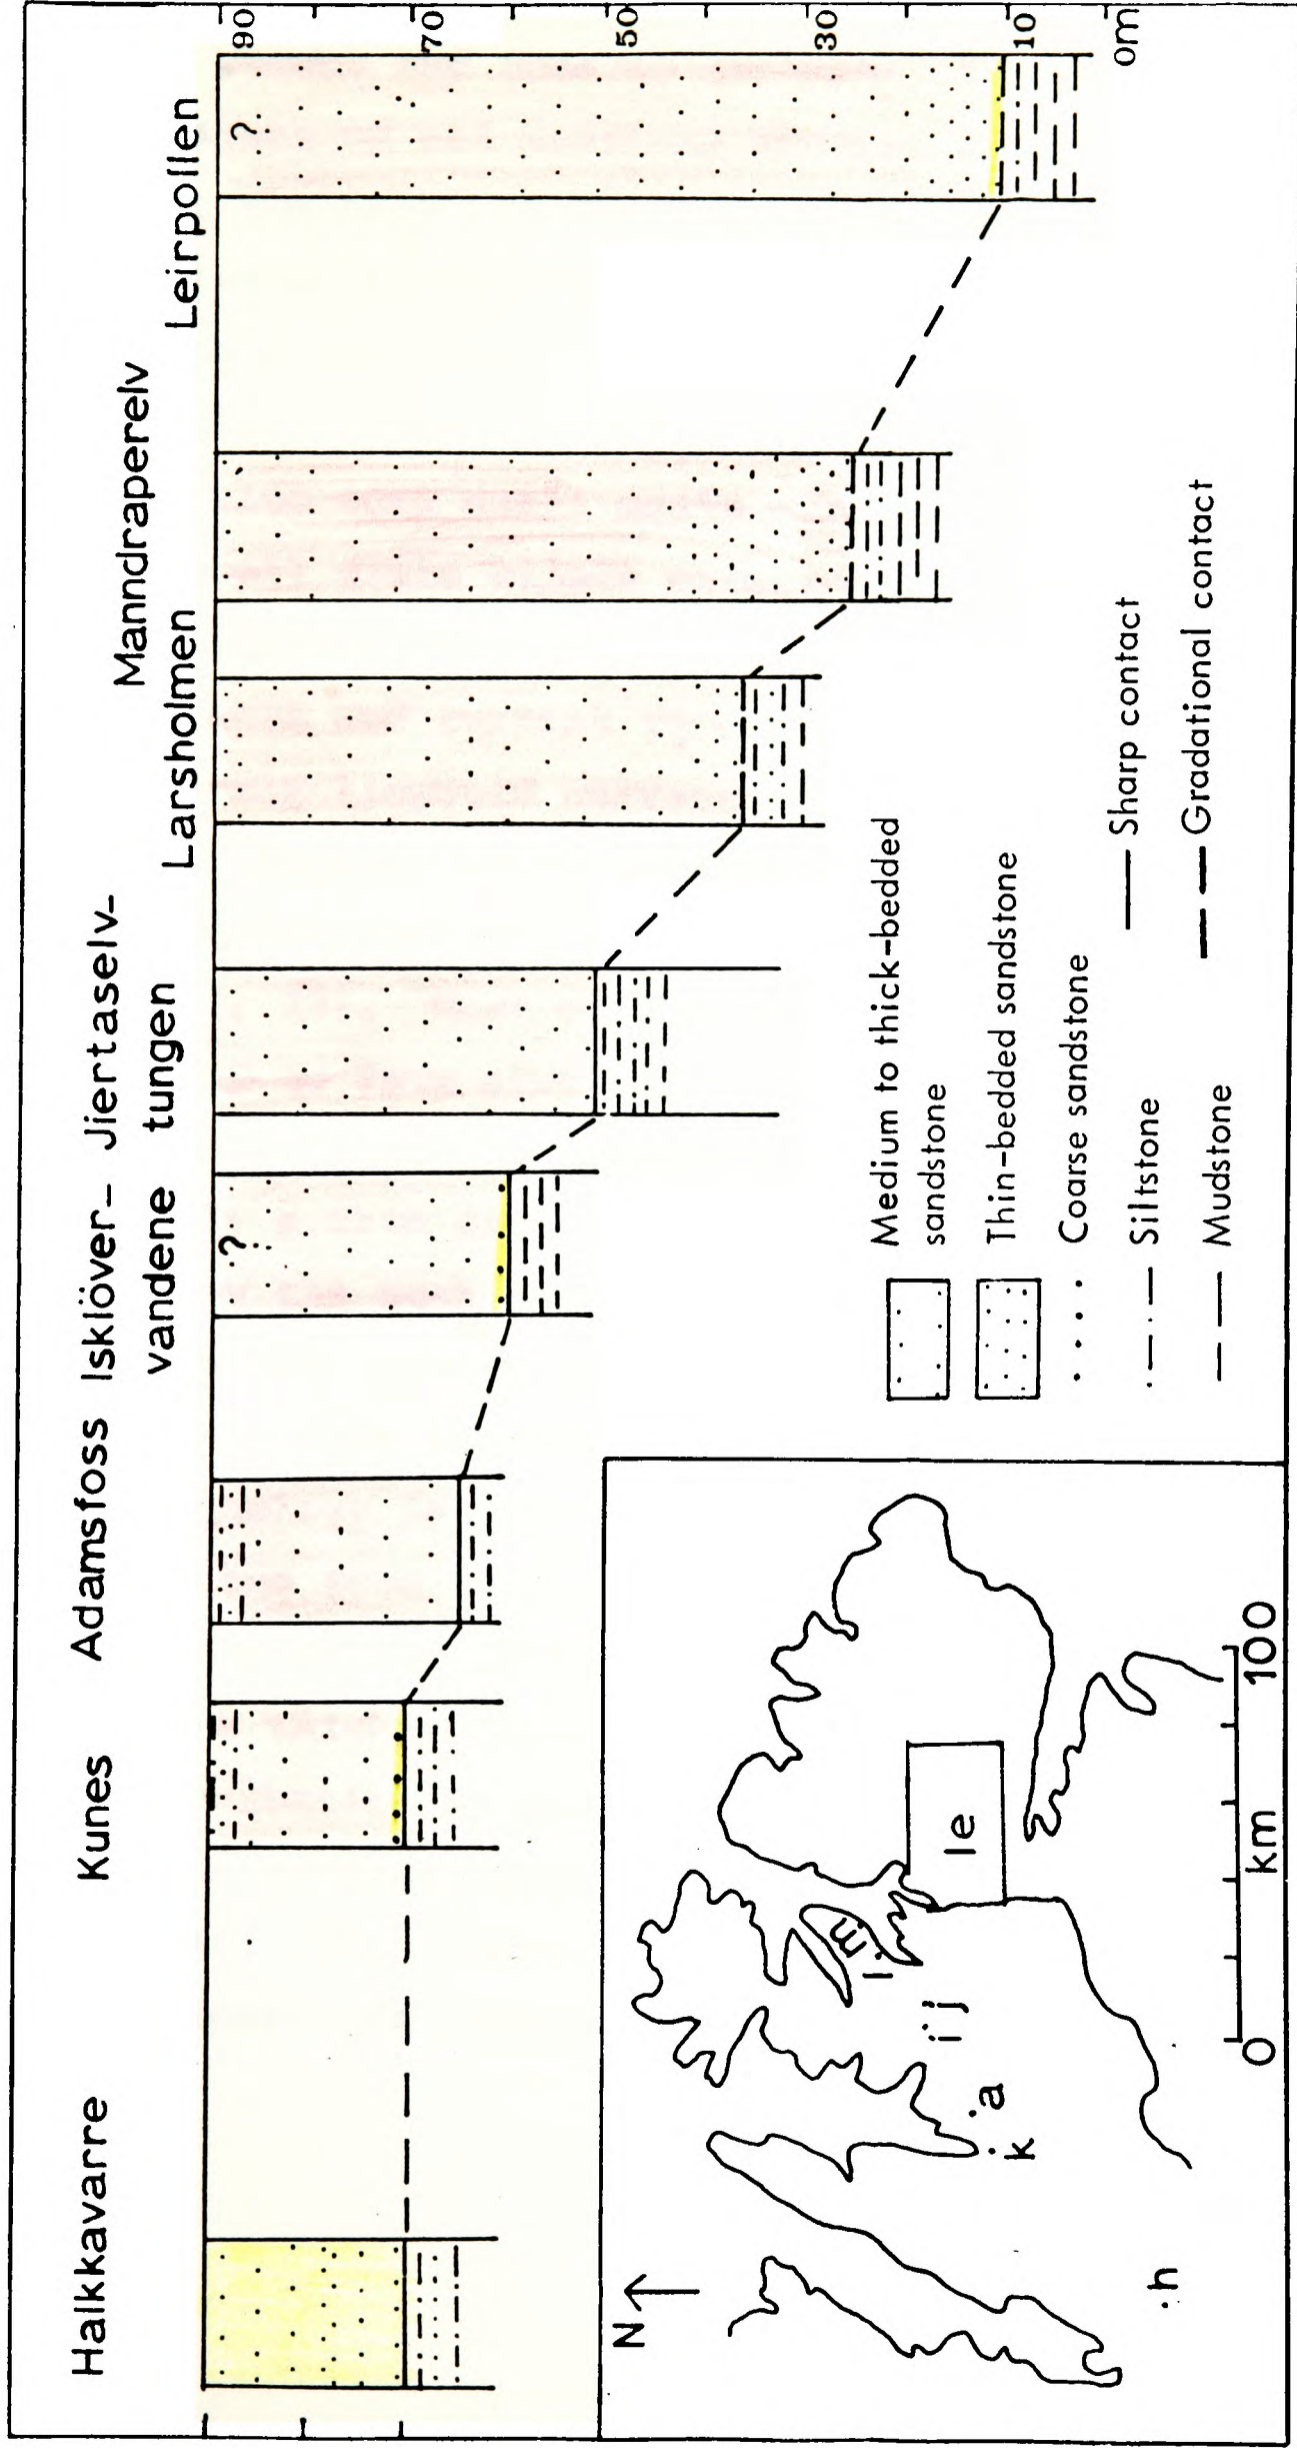 Halkkavarre
Kunes
Adamsfoss
Isklöver-
vandene
Jiertaselv-
tungen
Larsholmen
Manndraperelv
Leirpollen
?
?
90
70
50
30
10
0m
Medium to thick-bedded
sandstone
Thin-bedded sandstone
Coarse sandstone
Siltstone
Mudstone
Sharp contact
Gradational contact
N
h
k
a
i
j
l
m
le
0
km
100